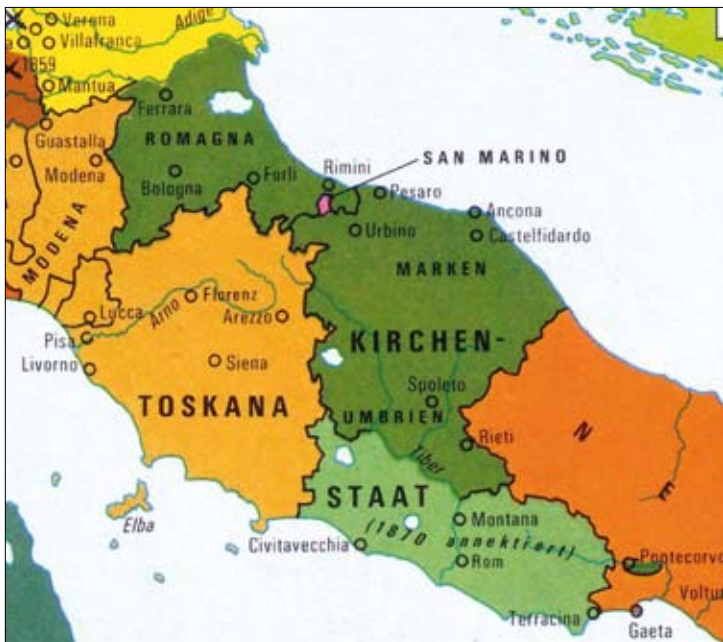 Verona
Adige
Villafranca
1859
Mantua
Ferrara
Guastalla
ROMAGNA
Modena
Bologna
Forli
Rimini
SAN MARINO
Pesaro
Ancona
Urbino
Castelfidardo
MODENA
MARKEN
Lucca
Arno
Florenz
Arezzo
Pisa
Livorno
Siena
KIRCHEN-
TOSKANA
Spoleto
UMBRIEN
Rieti
Tiber
N
E
STAAT
(1870 annektiert)
Elba
Montana
Civitavecchia
Rom
Pontecorvo
Voltur
Terracina
Gaeta